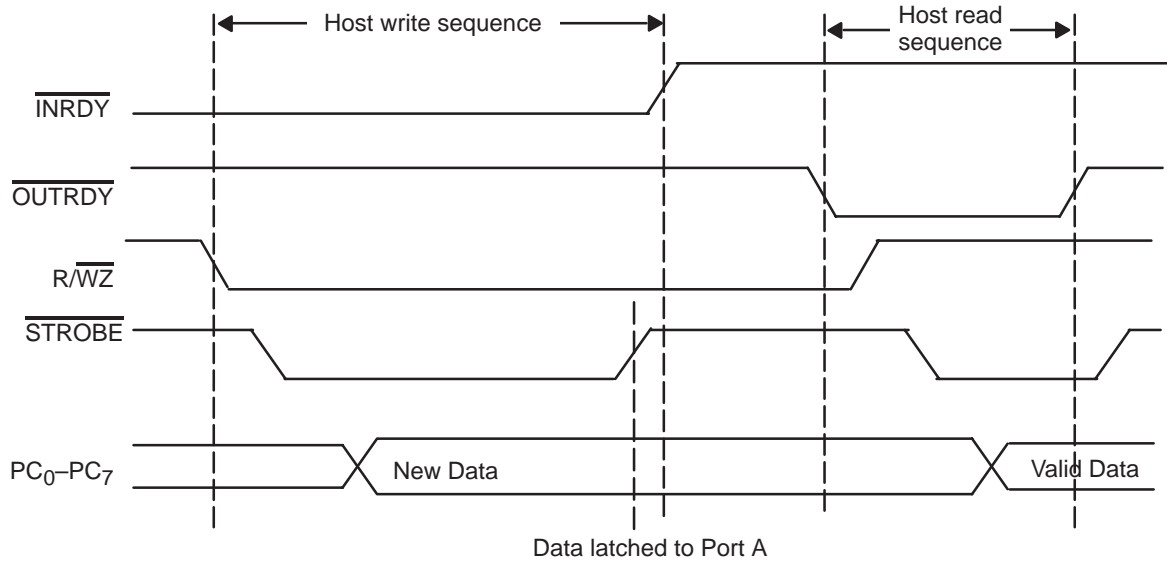 Host write sequence
Host read
sequence
INRDY
OUTRDY
R/WZ
STROBE
PC0–PC7
New Data
Valid Data
Data latched to Port A